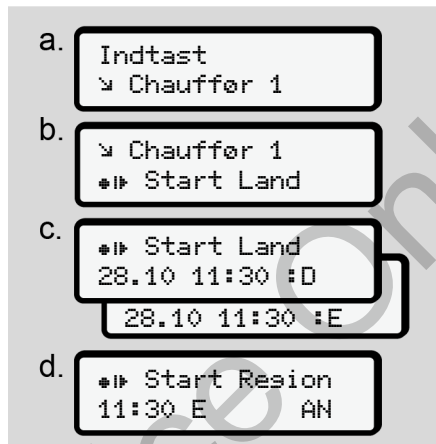 a.
Indtast
↘ Chauffør 1
b.
↘ Chauffør 1
●I▶ Start Land
c.
●I▶ Start Land
28.10 11:30 :D
28.10 11:30 :E
d.
●I▶ Start Region
11:30 E AN